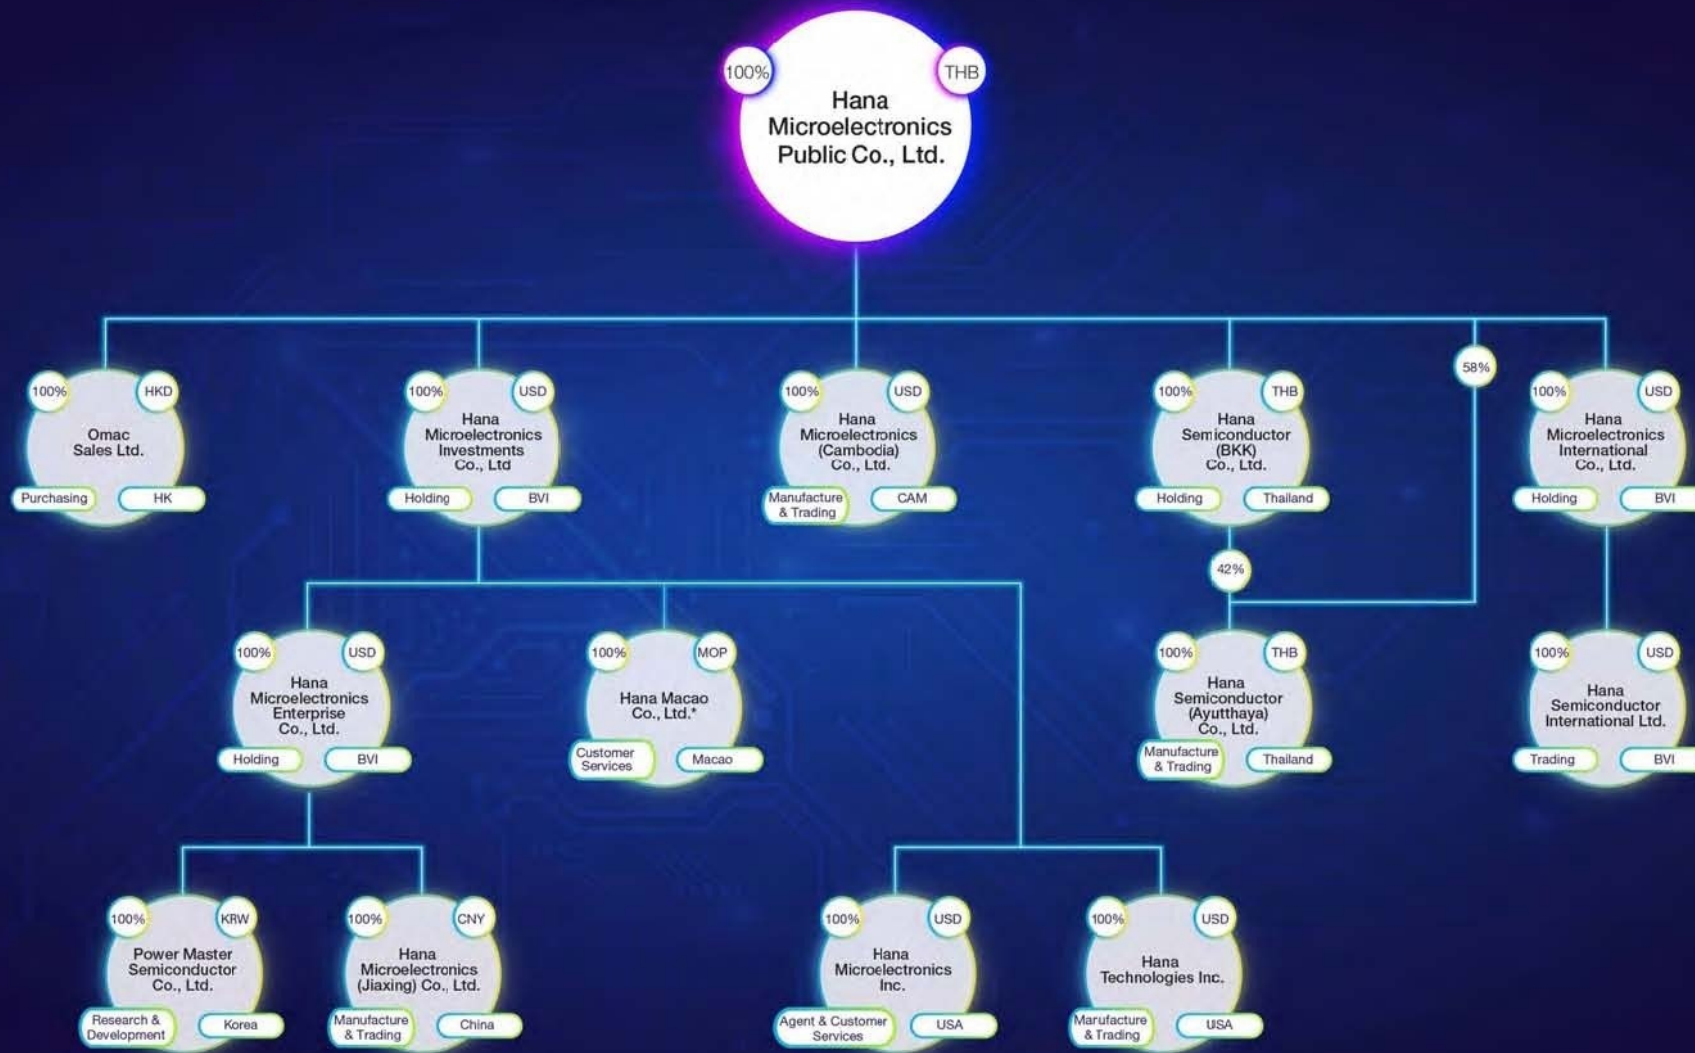 100%
THB
Hana
Microelectronics
Public Co., Ltd.
100%
HKD
Omac
Sales Ltd.
Purchasing
HK
100%
USD
Hana
Microelectronics
Investments
Co., Ltd
Holding
BVI
100%
USD
Hana
Microelectronics
(Cambodia)
Co., Ltd.
Manufacture
& Trading
CAM
100%
THB
Hana
Semiconductor
(BKK)
Co., Ltd.
Holding
Thailand
58%
100%
USD
Hana
Microelectronics
International
Co., Ltd.
Holding
BVI
42%
100%
USD
Hana
Microelectronics
Enterprise
Co., Ltd.
Holding
BVI
100%
MOP
Hana Macao
Co., Ltd.*
Customer
Services
Macao
100%
THB
Hana
Semiconductor
(Ayutthaya)
Co., Ltd.
Manufacture
& Trading
Thailand
100%
USD
Hana
Semiconductor
International Ltd.
Trading
BVI
100%
KRW
Power Master
Semiconductor
Co., Ltd.
Research &
Development
Korea
100%
CNY
Hana
Microelectronics
(Jiaxing) Co., Ltd.
Manufacture
& Trading
China
100%
USD
Hana
Microelectronics
Inc.
Agent & Customer
Services
USA
100%
USD
Hana
Technologies Inc.
Manufacture
& Trading
USA